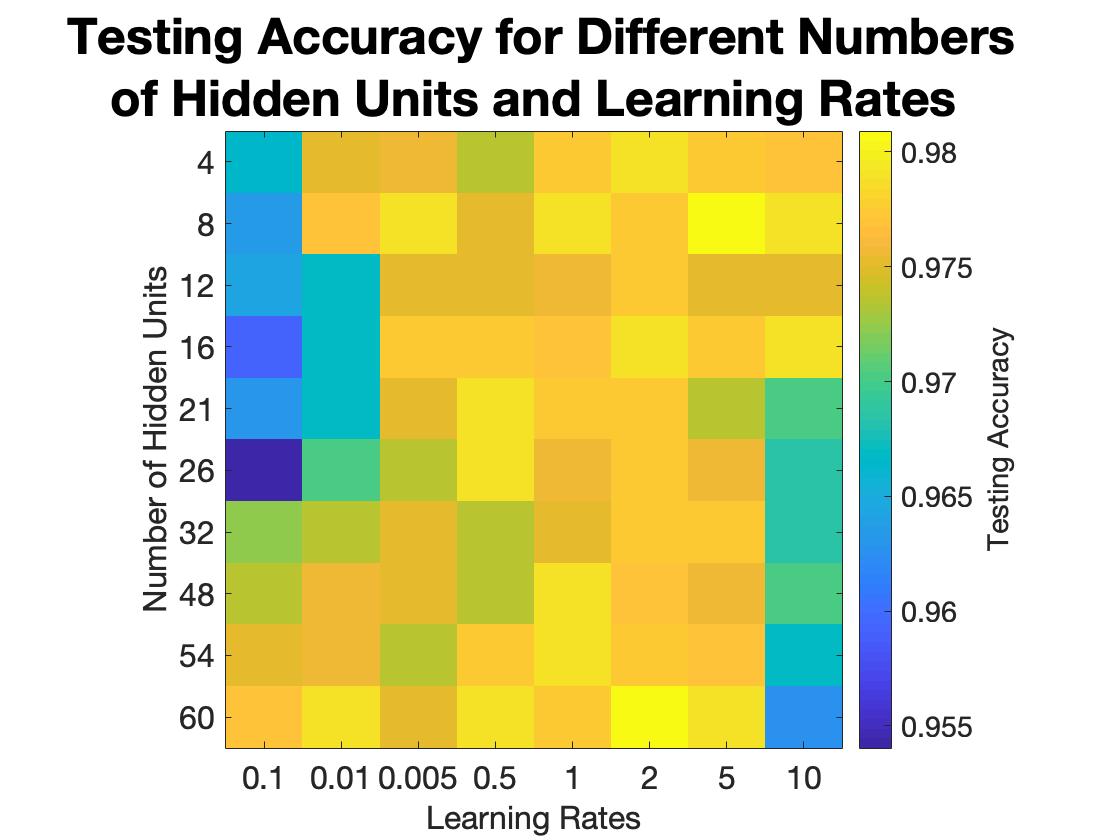 Testing Accuracy for Different Numbers
of Hidden Units and Learning Rates
Number of Hidden Units
4
8
12
16
21
26
32
48
54
60
0.1 0.01 0.005 0.5 1 2 5 10
Learning Rates
0.98
0.975
0.97
0.965
0.96
0.955
Testing Accuracy